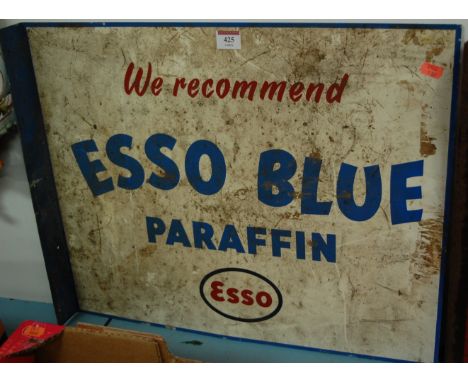 425
We recommend
ESSO BLUE
PARAFFIN
Esso